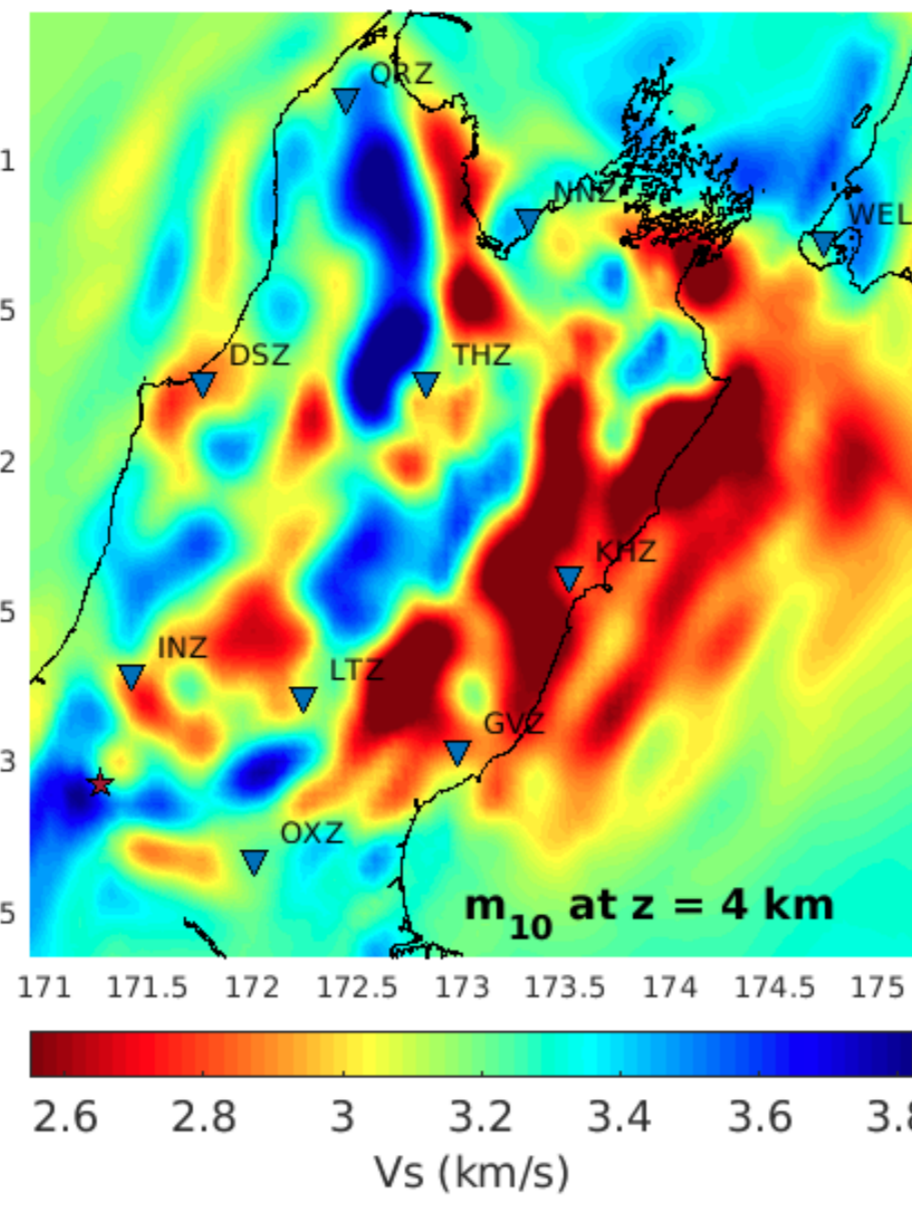 QRZ
1
NNZ
WEL
5
DSZ
THZ
2
KHZ
5
INZ
LTZ
GVZ
3
OXZ
m10 at z = 4 km
5
171 171.5 172 172.5 173 173.5 174 174.5 175
2.6 2.8 3 3.2 3.4 3.6 3.8
Vs (km/s)